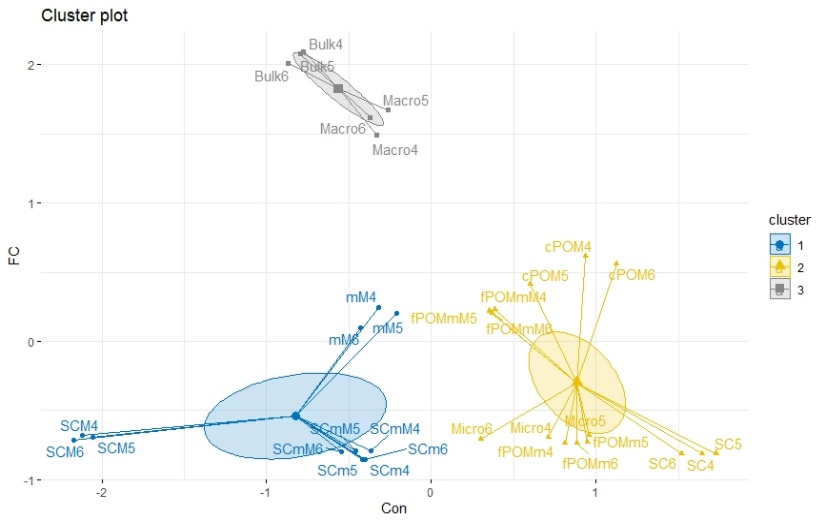 Cluster plot
Bulk4
Bulk5
Bulk6
Macro5
Macro6
Macro4
cPOM4
cPOM5
cPOM6
mM4
fPOMmM4
fPOMmM5
mM5
fPOMmM6
mM6
SCM4
SCmM5
SCmM4
Micro6
Micro4
Micro5
SCM6
SCM5
SCmM6
SCm6
fPOMm4
fPOMm5
SC5
SCm5
SCm4
fPOMm6
SC6
SC4
2
1
0
-1
-2
-1
0
1
FC
Con
cluster
1
2
3